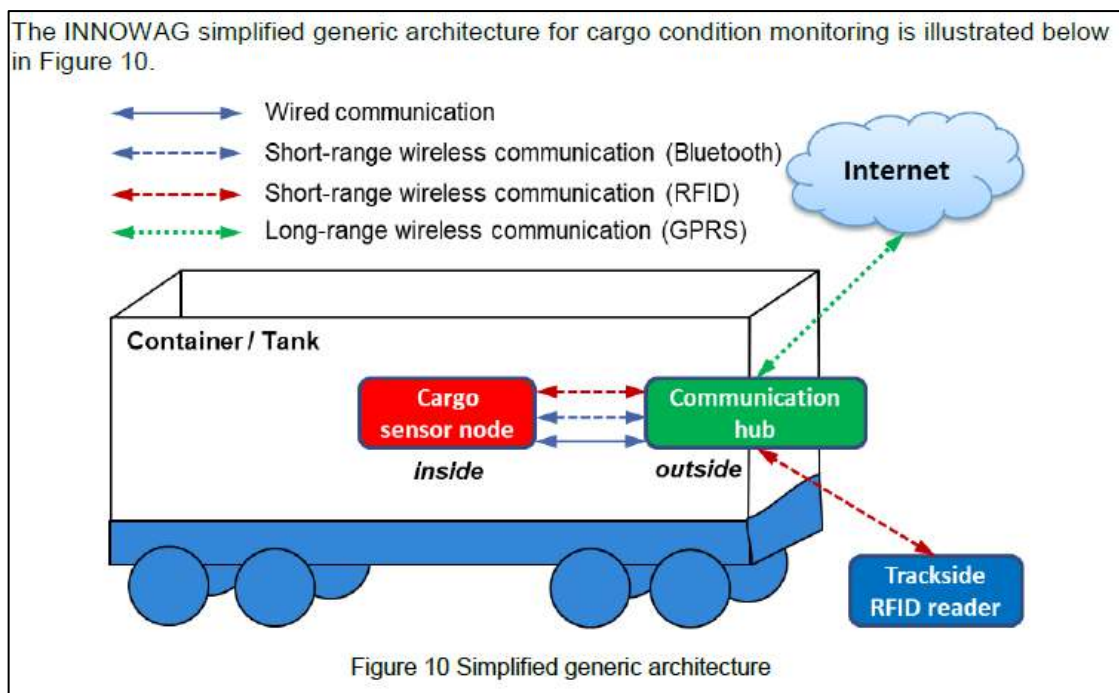 The INNOWAG simplified generic architecture for cargo condition monitoring is illustrated below
in Figure 10.
Wired communication
Short-range wireless communication (Bluetooth)
Short-range wireless communication (RFID)
Long-range wireless communication (GPRS)
Internet
Container / Tank
Cargo
sensor node
Communication
hub
inside
outside
Trackside
RFID reader
Figure 10 Simplified generic architecture